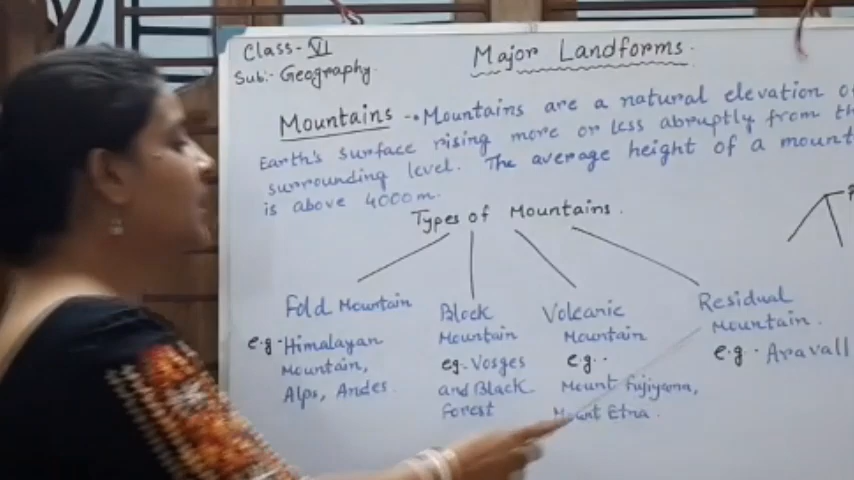 Class-VI
Sub:- Geography
Major Landforms.
Mountains -• Mountains are a natural elevation of
Earth's surface rising more or less abruptly from the
surrounding level. The average height of a mount
is above 4000m.
Types of Mountains.
Fold Mountain
e.g- Himalayan
Mountain,
Alps, Andes.
Block
Mountain
eg- Vosges
and Black
Forest
Volcanic
Mountain
e.g-
Mount Fujiyama,
Mount Etna.
Residual
Mountain.
e.g- Aravall